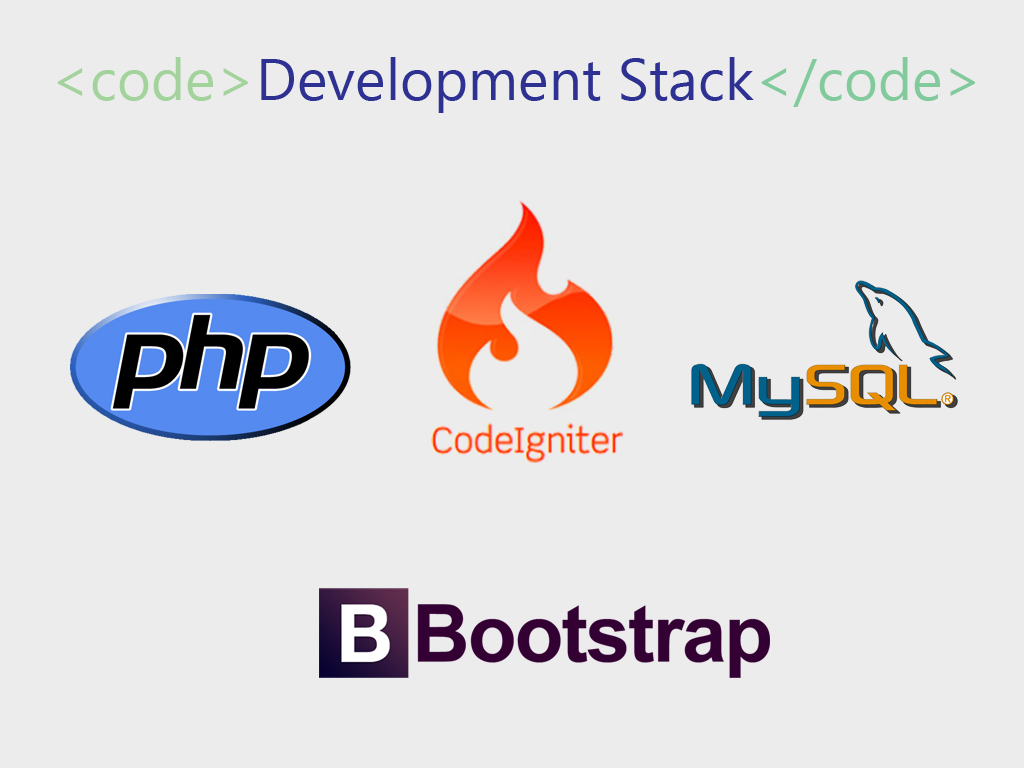 <code>Development Stack</code>
php
CodeIgniter
MySQL®
B Bootstrap